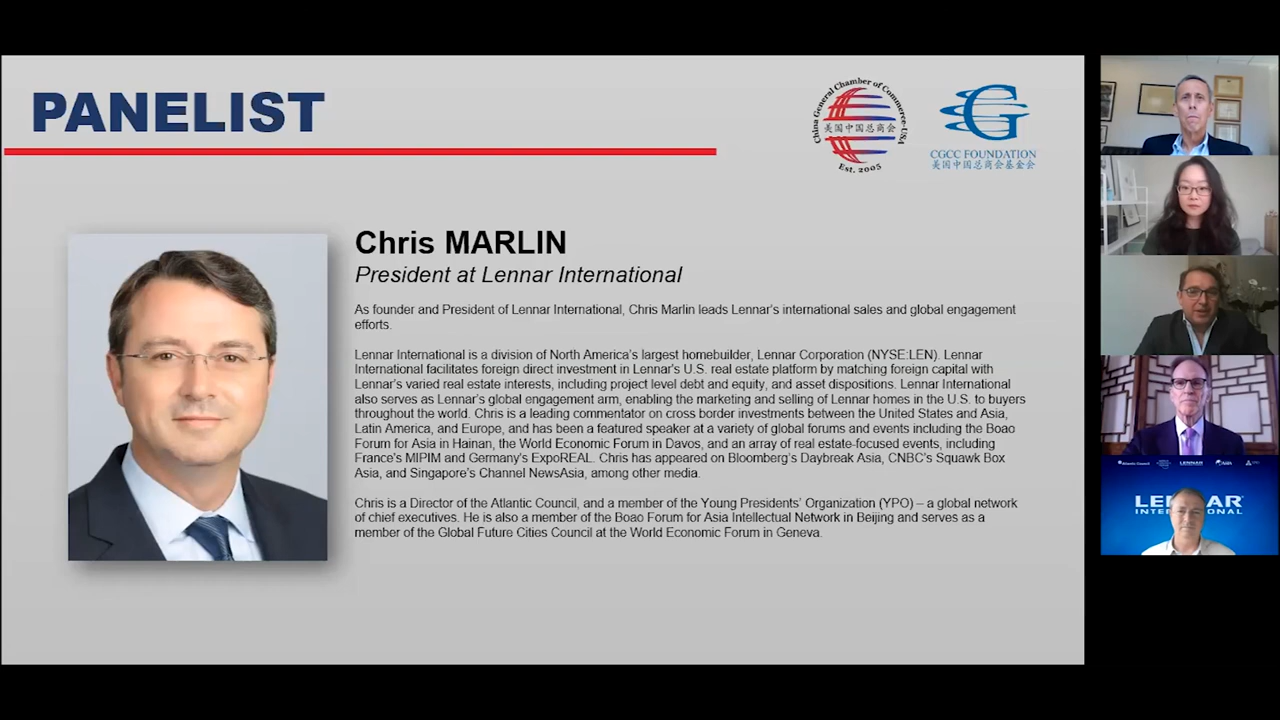 PANELIST
China General Chamber of Commerce-USA
美国中国总商会
Est. 2005
G
CGCC FOUNDATION
美国中国总商会基金会
Chris MARLIN
President at Lennar International
As founder and President of Lennar International, Chris Marlin leads Lennar's international sales and global engagement
efforts.
Lennar International is a division of North America's largest homebuilder, Lennar Corporation (NYSE:LEN). Lennar
International facilitates foreign direct investment in Lennar's U.S. real estate platform by matching foreign capital with
Lennar's varied real estate interests, including project level debt and equity, and asset dispositions. Lennar International
also serves as Lennar's global engagement arm, enabling the marketing and selling of Lennar homes in the U.S. to buyers
throughout the world. Chris is a leading commentator on cross border investments between the United States and Asia,
Latin America, and Europe, and has been a featured speaker at a variety of global forums and events including the Boao
Forum for Asia in Hainan, the World Economic Forum in Davos, and an array of real estate-focused events, including
France's MIPIM and Germany's ExpoREAL. Chris has appeared on Bloomberg's Daybreak Asia, CNBC's Squawk Box
Asia, and Singapore's Channel NewsAsia, among other media.
Chris is a Director of the Atlantic Council, and a member of the Young Presidents' Organization (YPO) – a global network
of chief executives. He is also a member of the Boao Forum for Asia Intellectual Network in Beijing and serves as a
member of the Global Future Cities Council at the World Economic Forum in Geneva.
Atlantic Council
LENNAR